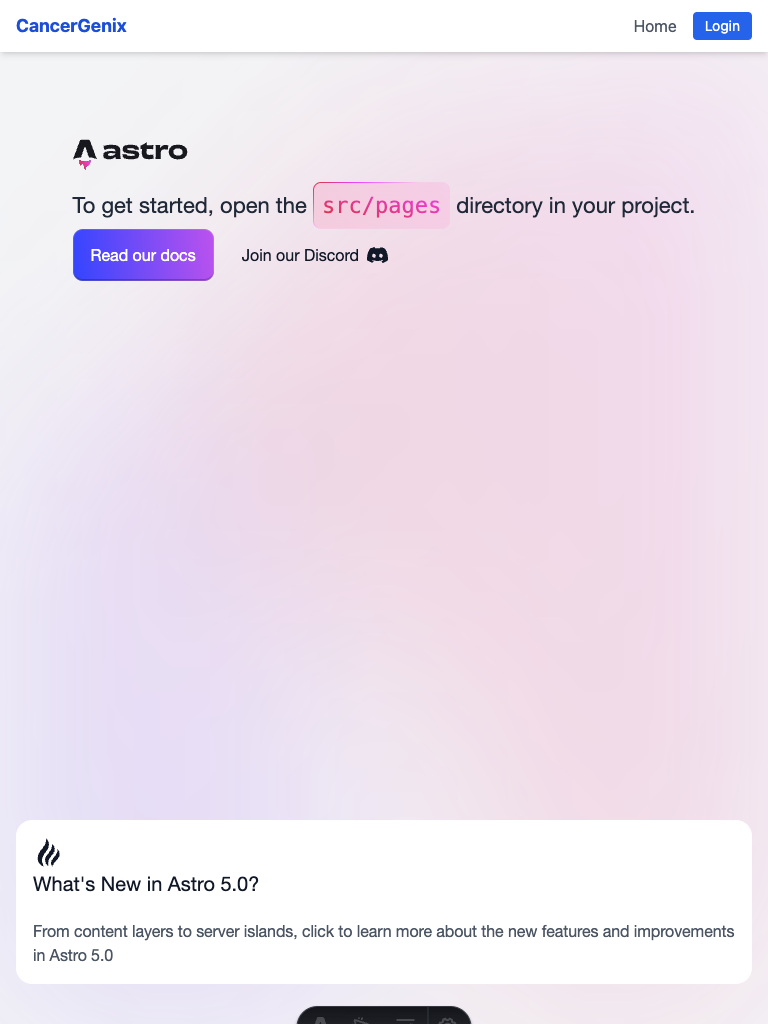 CancerGenix
Home
Login
astro
To get started, open the src/pages directory in your project.
Read our docs
Join our Discord
What's New in Astro 5.0?
From content layers to server islands, click to learn more about the new features and improvements
in Astro 5.0